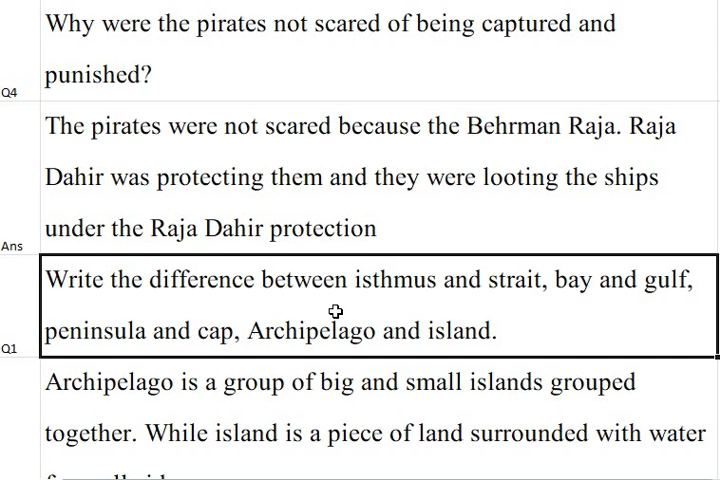 Why were the pirates not scared of being captured and
punished?
Q4
The pirates were not scared because the Behrman Raja. Raja
Dahir was protecting them and they were looting the ships
under the Raja Dahir protection
Ans
Write the difference between isthmus and strait, bay and gulf,
peninsula and cap, Archipelago and island.
Q1
Archipelago is a group of big and small islands grouped
together. While island is a piece of land surrounded with water